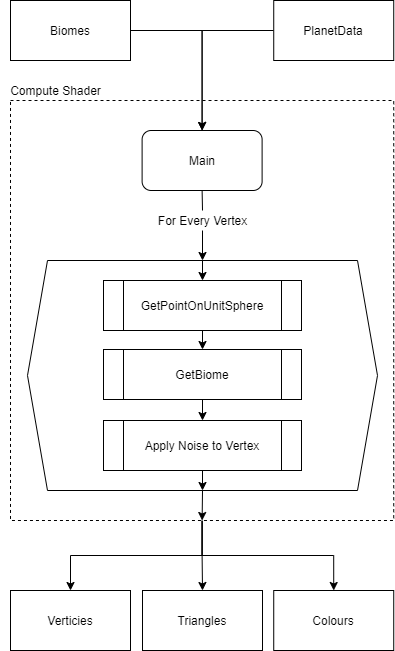 Biomes
PlanetData
Compute Shader
Main
For Every Vertex
GetPointOnUnitSphere
GetBiome
Apply Noise to Vertex
Verticies
Triangles
Colours